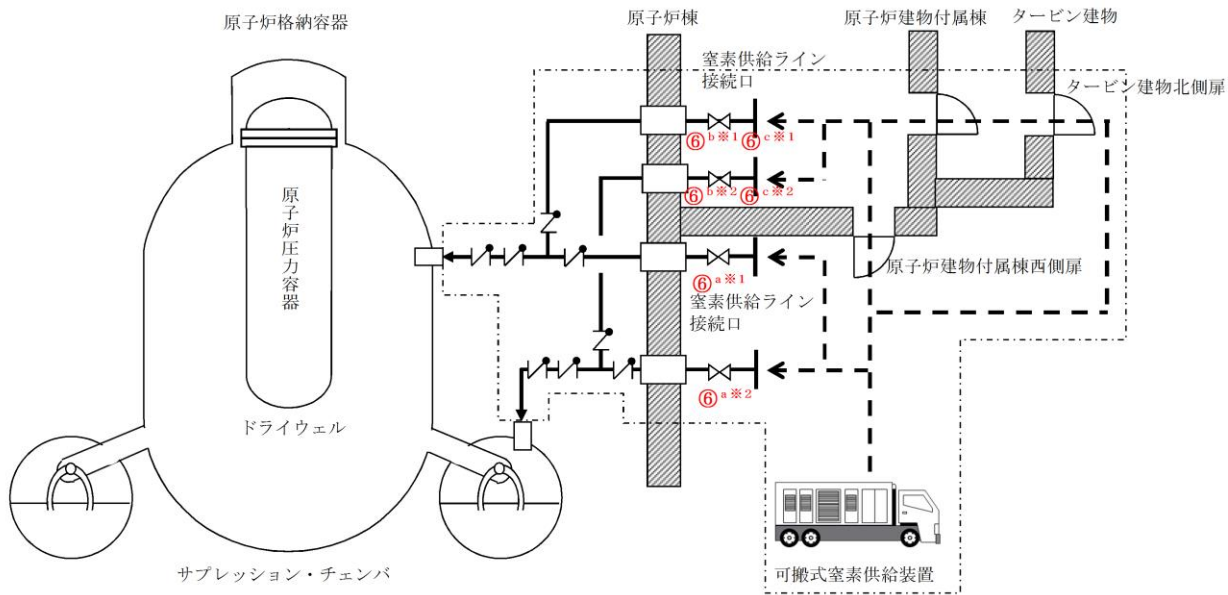 原子炉格納容器
原子炉棟
原子炉建物付属棟
タービン建物
窒素供給ライン
接続口
タービン建物北側扉
⑥b※1
⑥c※1
⑥b※2
⑥c※2
原子炉圧力容器
原子炉建物付属棟西側扉
⑥a※1
窒素供給ライン
接続口
⑥a※2
ドライウェル
サプレッション・チェンバ
可搬式窒素供給装置